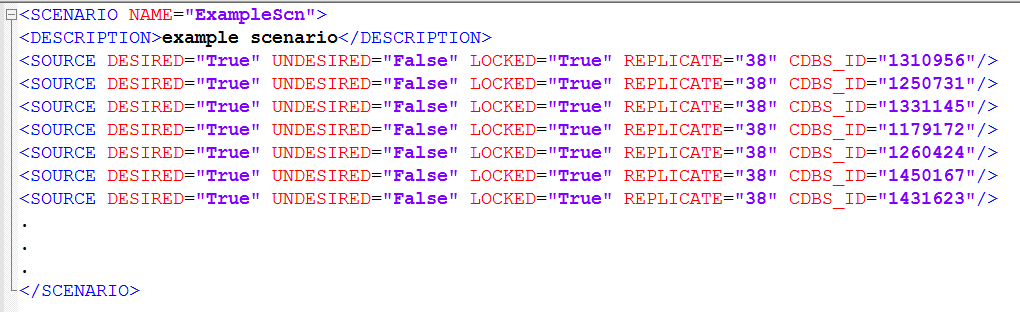 <SCENARIO NAME="ExampleScn">
<DESCRIPTION>example scenario</DESCRIPTION>
<SOURCE DESIRED="True" UNDESIRED="False" LOCKED="True" REPLICATE="38" CDBS_ID="1310956"/>
<SOURCE DESIRED="True" UNDESIRED="False" LOCKED="True" REPLICATE="38" CDBS_ID="1250731"/>
<SOURCE DESIRED="True" UNDESIRED="False" LOCKED="True" REPLICATE="38" CDBS_ID="1331145"/>
<SOURCE DESIRED="True" UNDESIRED="False" LOCKED="True" REPLICATE="38" CDBS_ID="1179172"/>
<SOURCE DESIRED="True" UNDESIRED="False" LOCKED="True" REPLICATE="38" CDBS_ID="1260424"/>
<SOURCE DESIRED="True" UNDESIRED="False" LOCKED="True" REPLICATE="38" CDBS_ID="1450167"/>
<SOURCE DESIRED="True" UNDESIRED="False" LOCKED="True" REPLICATE="38" CDBS_ID="1431623"/>
.
.
.
</SCENARIO>